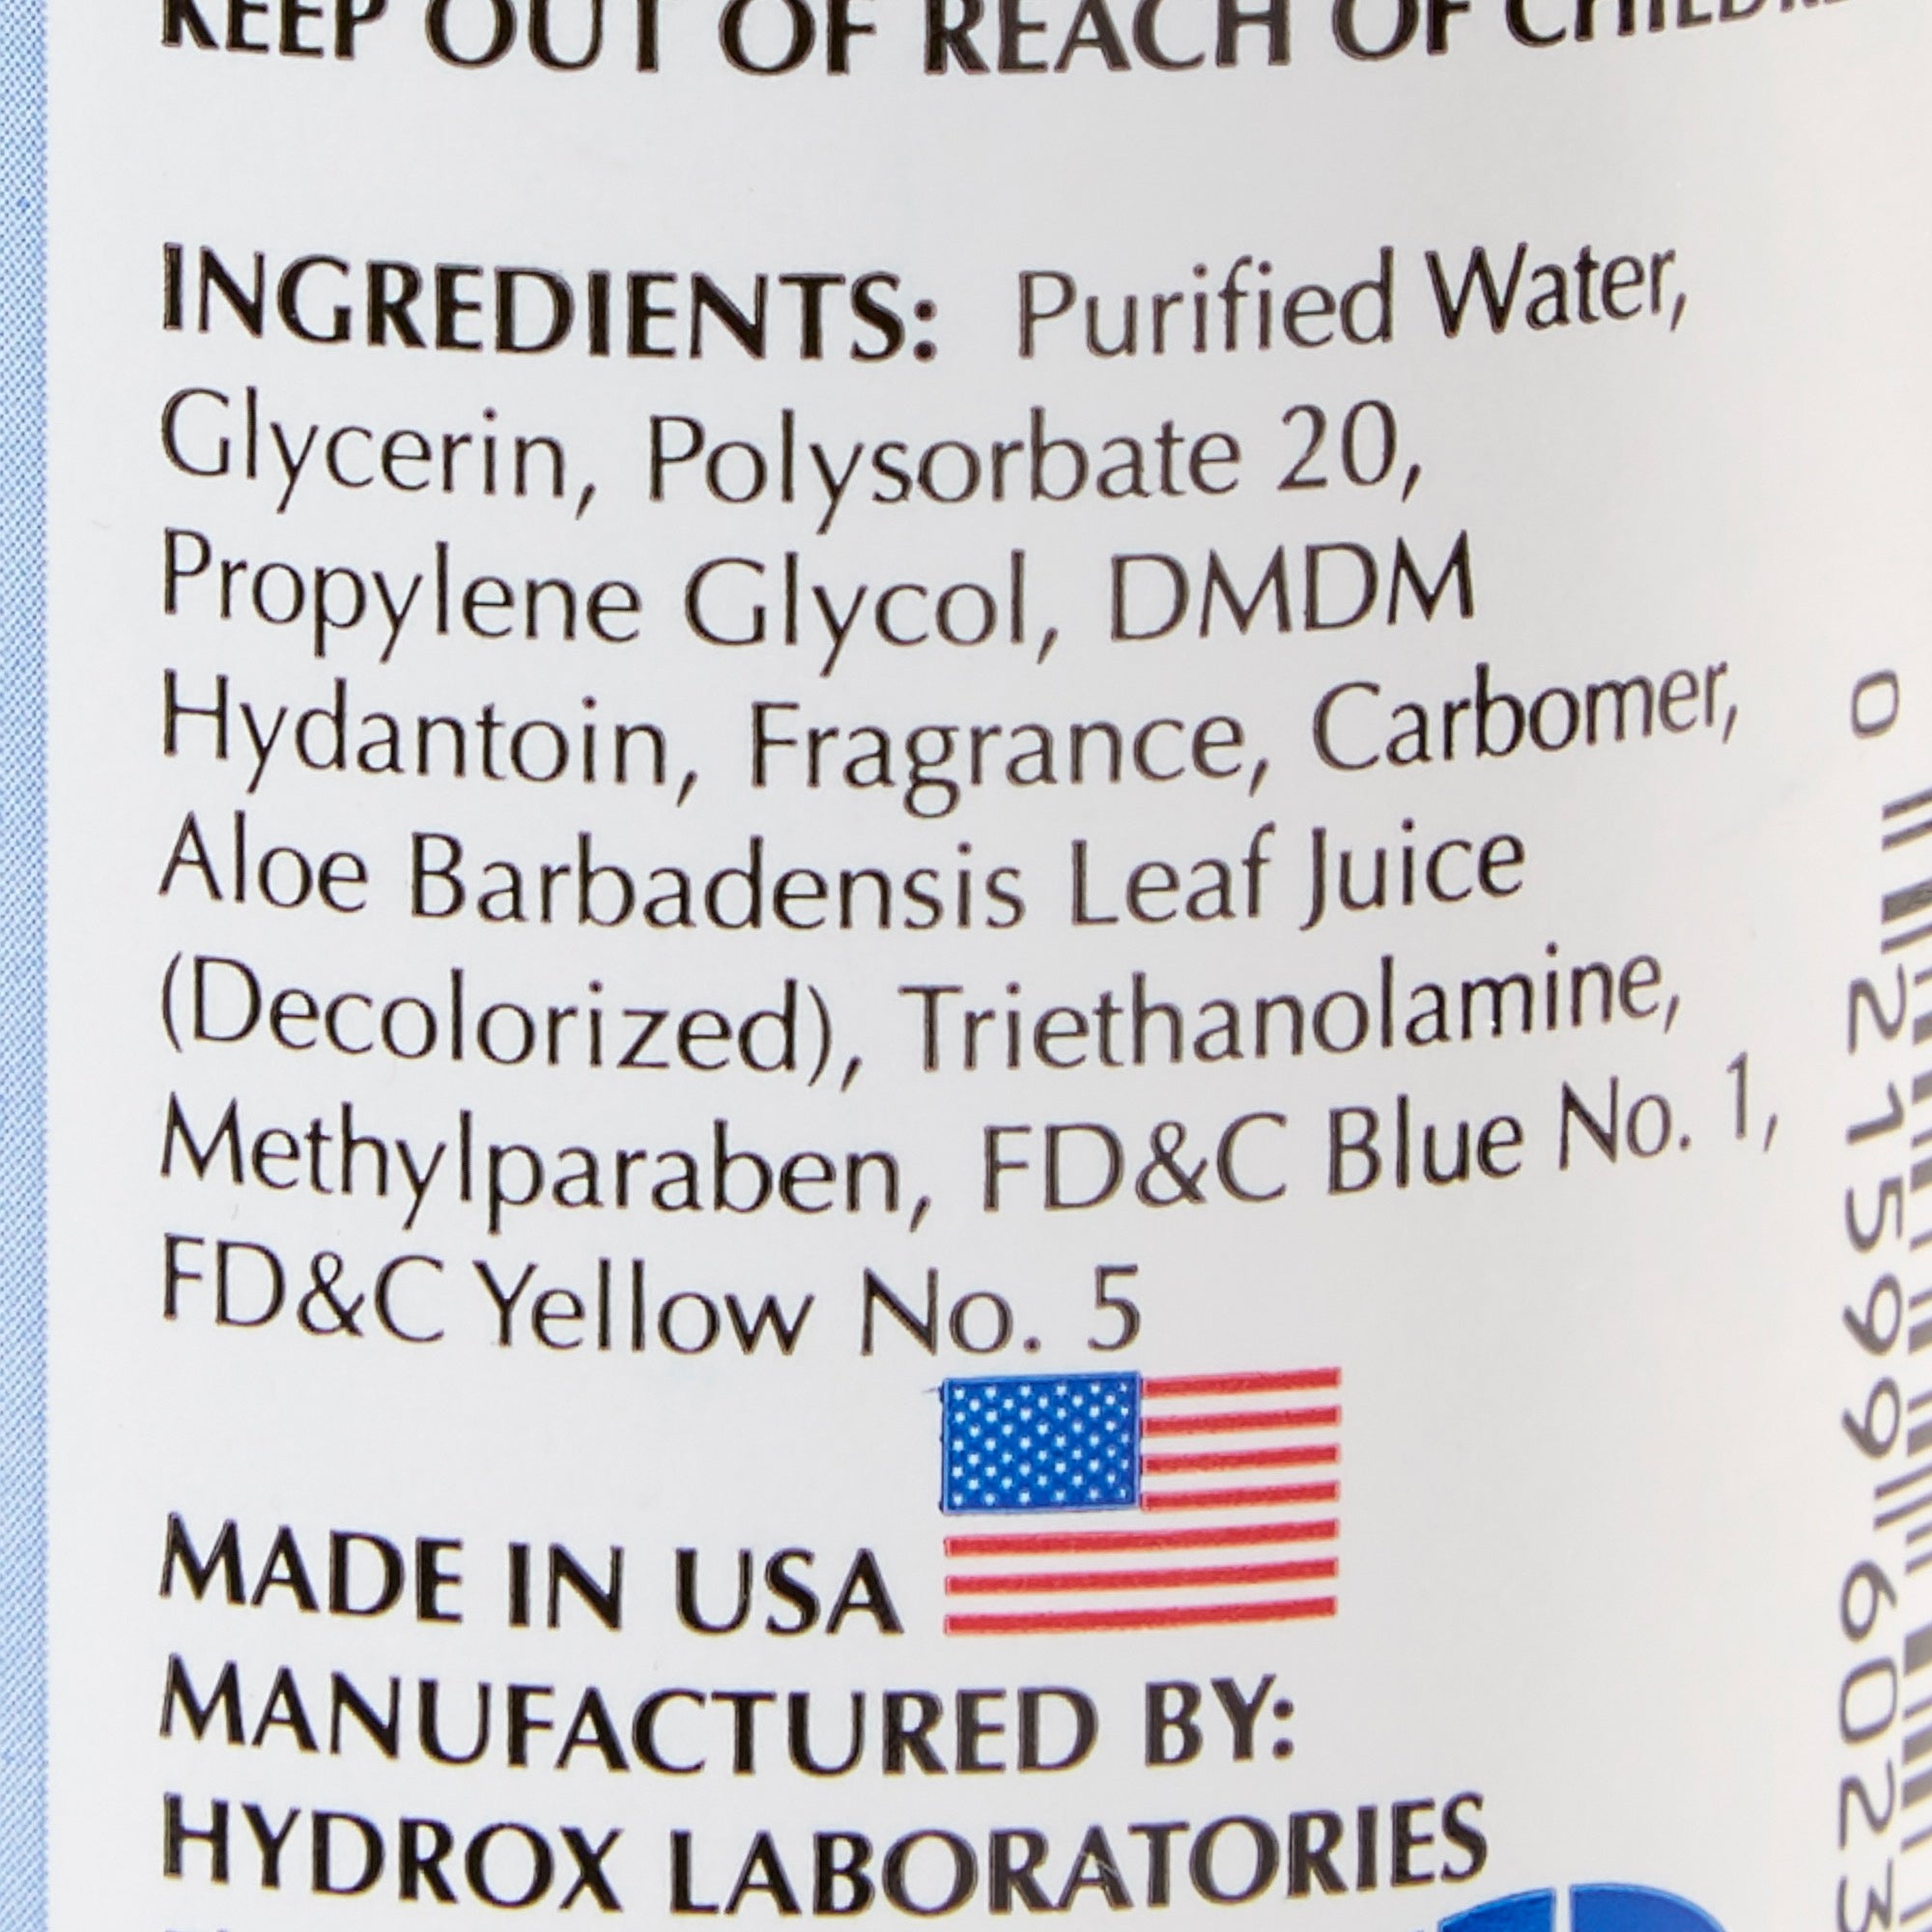 KEEP OUT OF REACH OF CHILDRE
INGREDIENTS: Purified Water,
Glycerin, Polysorbate 20,
Propylene Glycol, DMDM
Hydantoin, Fragrance, Carbomer,
Aloe Barbadensis Leaf Juice
(Decolorized), Triethanolamine,
Methylparaben, FD&C Blue No. 1,
FD&C Yellow No. 5
MADE IN USA
MANUFACTURED BY:
HYDROX LABORATORIES
0 21599 6023